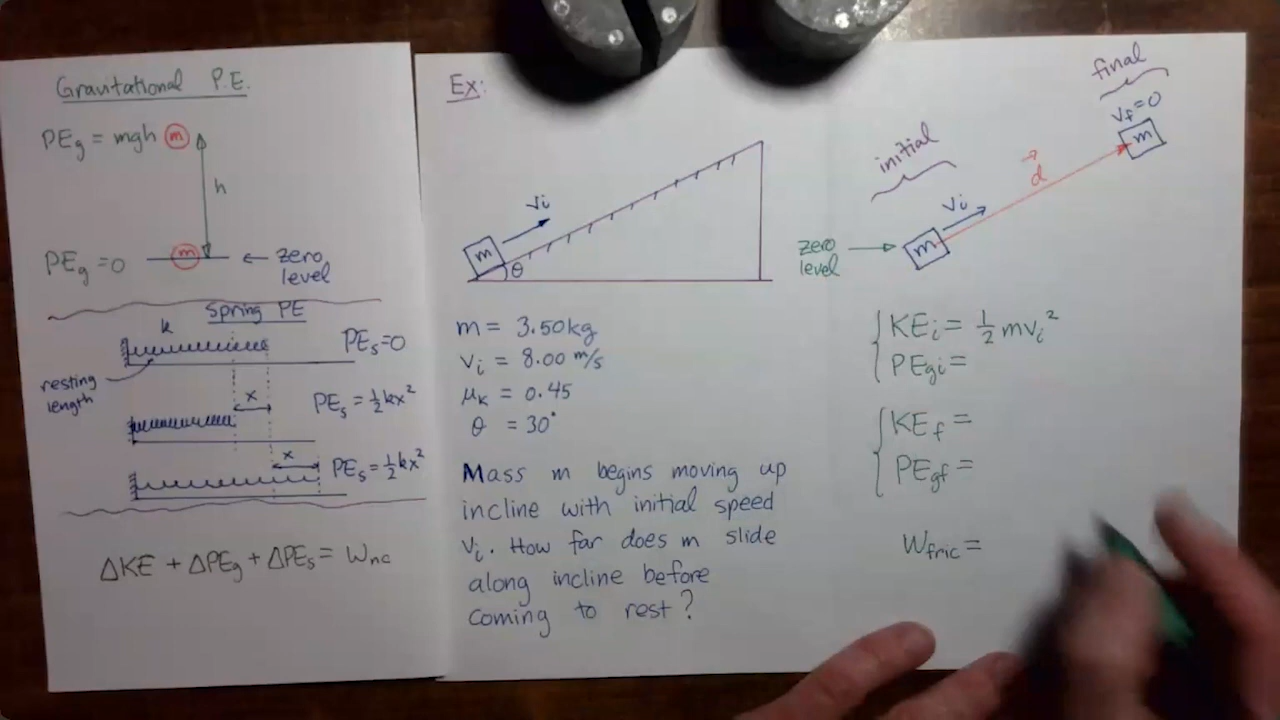 Gravitational P.E.
PEg = mgh m
h
PEg = 0 m ← zero level
Spring PE
k
PEs = 0
resting length
x
PEs = ½kx²
x
PEs = ½kx²
ΔKE + ΔPEg + ΔPEs = Wnc
Ex:
vi
m
θ
m = 3.50 kg
vi = 8.00 m/s
μk = 0.45
θ = 30°
Mass m begins moving up
incline with initial speed
vi. How far does m slide
along incline before
coming to rest?
final
vf = 0
m
initial
d
vi
zero level →
m
KEi = ½mvi²
PEgi =
KEf =
PEgf =
Wfric =